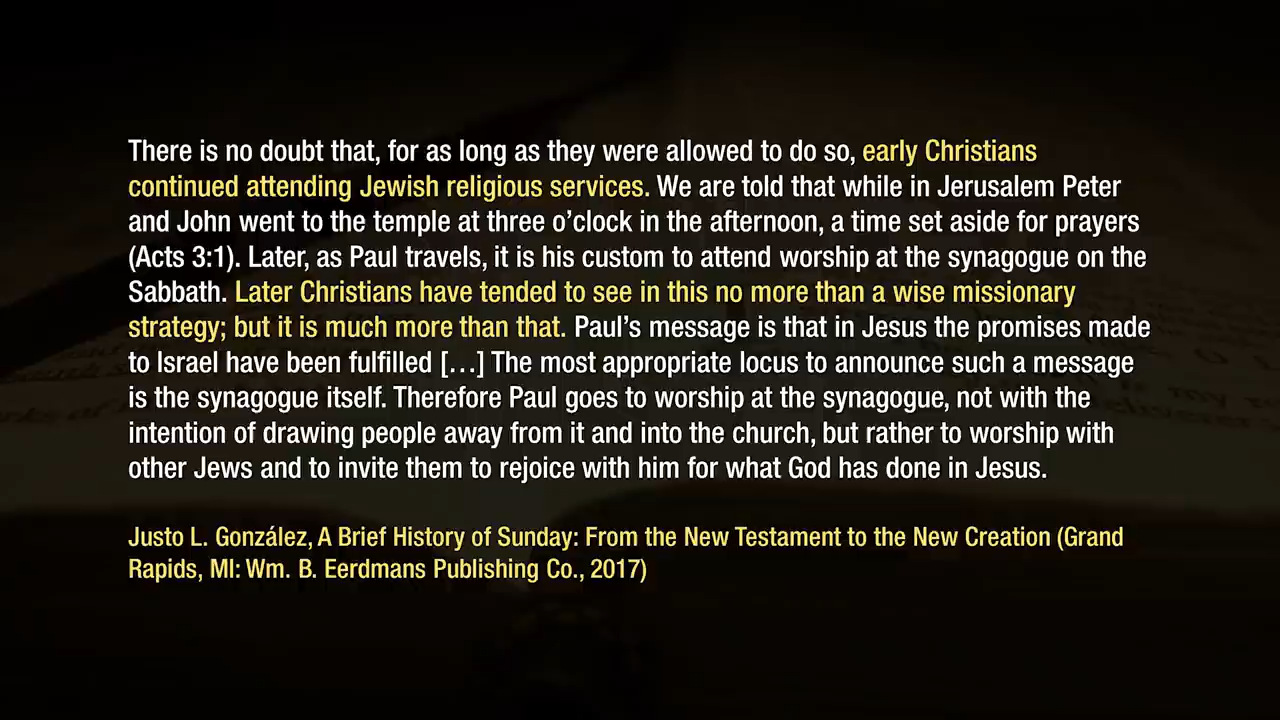 There is no doubt that, for as long as they were allowed to do so, early Christians
continued attending Jewish religious services. We are told that while in Jerusalem Peter
and John went to the temple at three o’clock in the afternoon, a time set aside for prayers
(Acts 3:1). Later, as Paul travels, it is his custom to attend worship at the synagogue on the
Sabbath. Later Christians have tended to see in this no more than a wise missionary
strategy; but it is much more than that. Paul’s message is that in Jesus the promises made
to Israel have been fulfilled […] The most appropriate locus to announce such a message
is the synagogue itself. Therefore Paul goes to worship at the synagogue, not with the
intention of drawing people away from it and into the church, but rather to worship with
other Jews and to invite them to rejoice with him for what God has done in Jesus.
Justo L. González, A Brief History of Sunday: From the New Testament to the New Creation (Grand
Rapids, MI: Wm. B. Eerdmans Publishing Co., 2017)